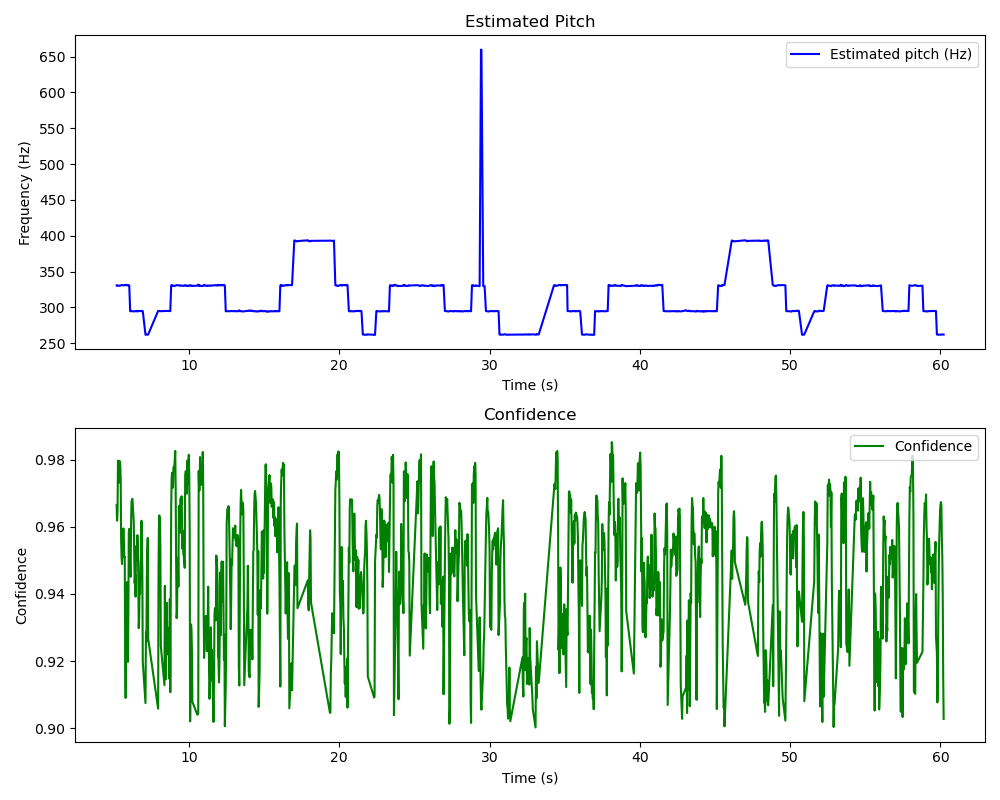 Estimated Pitch
Estimated pitch (Hz)
650
600
550
500
450
400
350
300
250
Frequency (Hz)
10 20 30 40 50 60
Time (s)
Confidence
Confidence
0.98
0.96
0.94
0.92
0.90
Confidence
10 20 30 40 50 60
Time (s)